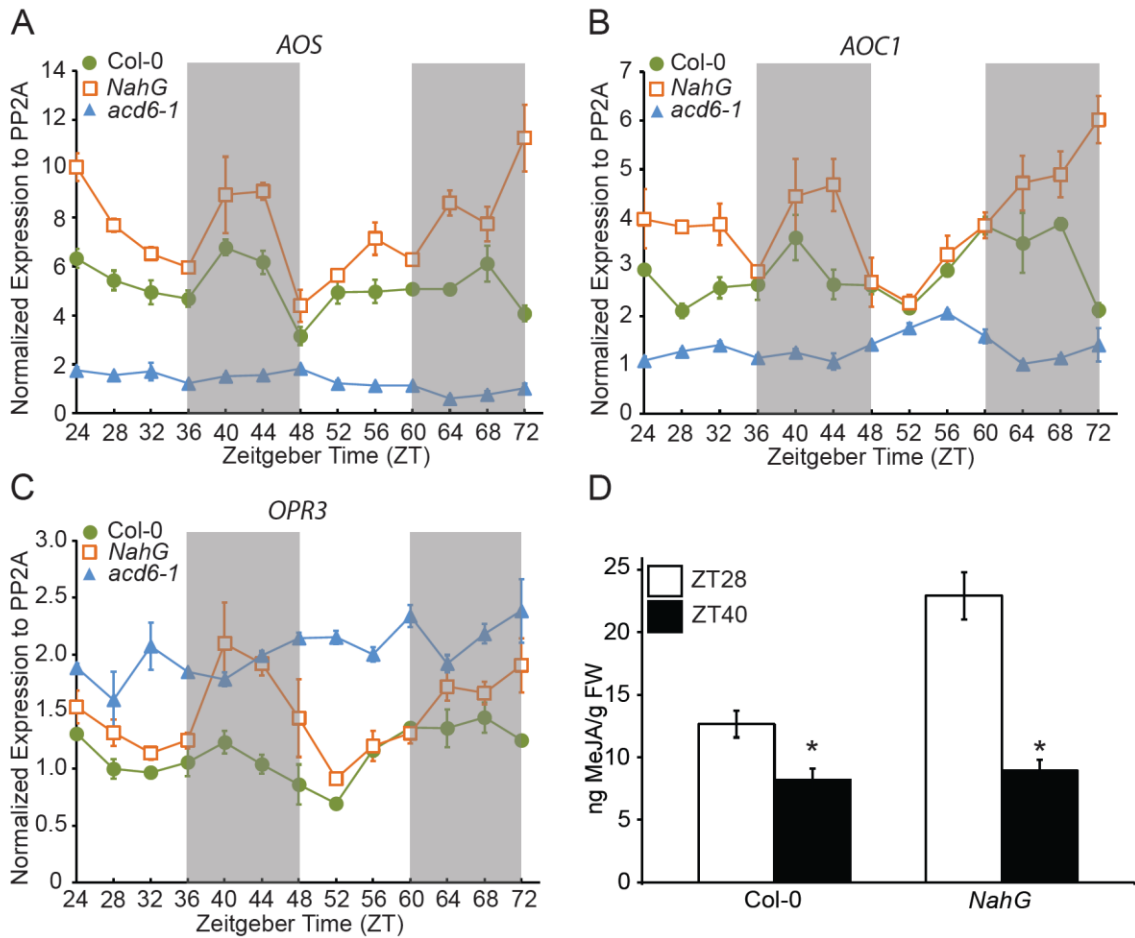 A
AOS
Col-0
NahG
acd6-1
Normalized Expression to PP2A
14
12
10
8
6
4
2
0
24 28 32 36 40 44 48 52 56 60 64 68 72
Zeitgeber Time (ZT)
B
AOC1
Col-0
NahG
acd6-1
Normalized Expression to PP2A
7
6
5
4
3
2
1
0
24 28 32 36 40 44 48 52 56 60 64 68 72
Zeitgeber Time (ZT)
C
OPR3
Col-0
NahG
acd6-1
Normalized Expression to PP2A
3.0
2.5
2.0
1.5
1.0
0.5
0
24 28 32 36 40 44 48 52 56 60 64 68 72
Zeitgeber Time (ZT)
D
ZT28
ZT40
ng MeJA/g FW
25
20
15
10
5
0
* *
Col-0 NahG